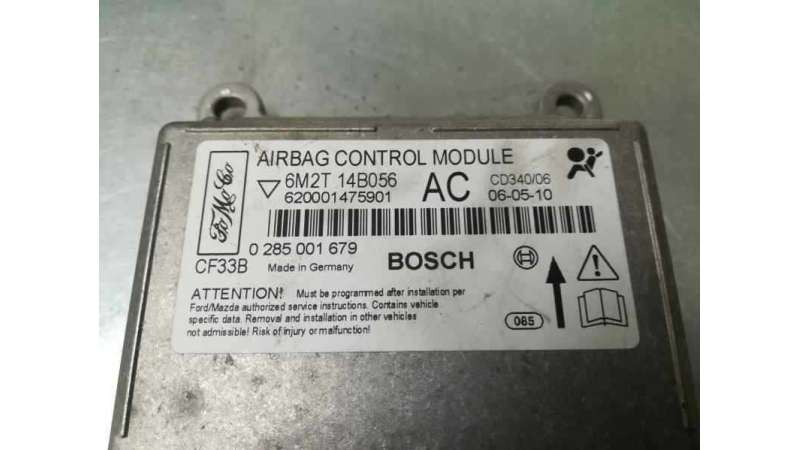 FoMoCo
AIRBAG CONTROL MODULE
6M2T 14B056 AC CD340/06
620001475901 06-05-10
0 285 001 679
CF33B Made in Germany BOSCH
ATTENTION! Must be programmed after installation per
Ford/Mazda authorized service instructions. Contains vehicle
specific data. Removal and installation in other vehicles
not admissible! Risk of injury or malfunction!
085